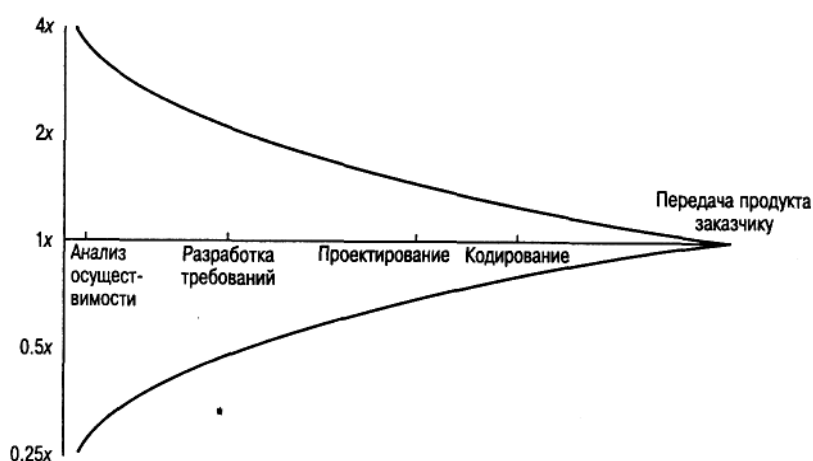 4x
2x
Передача продукта
заказчику
1x
Анализ
осущест-
вимости
Разработка
требований
Проектирование
Кодирование
0.5x
0.25x